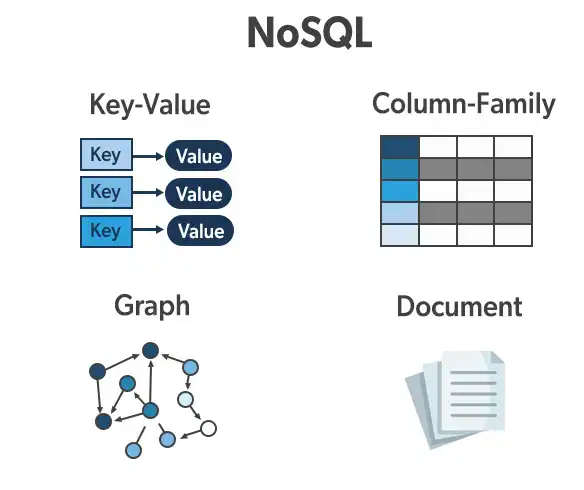 NoSQL
Key-Value
Column-Family
Key
Value
Key
Value
Key
Value
Graph
Document